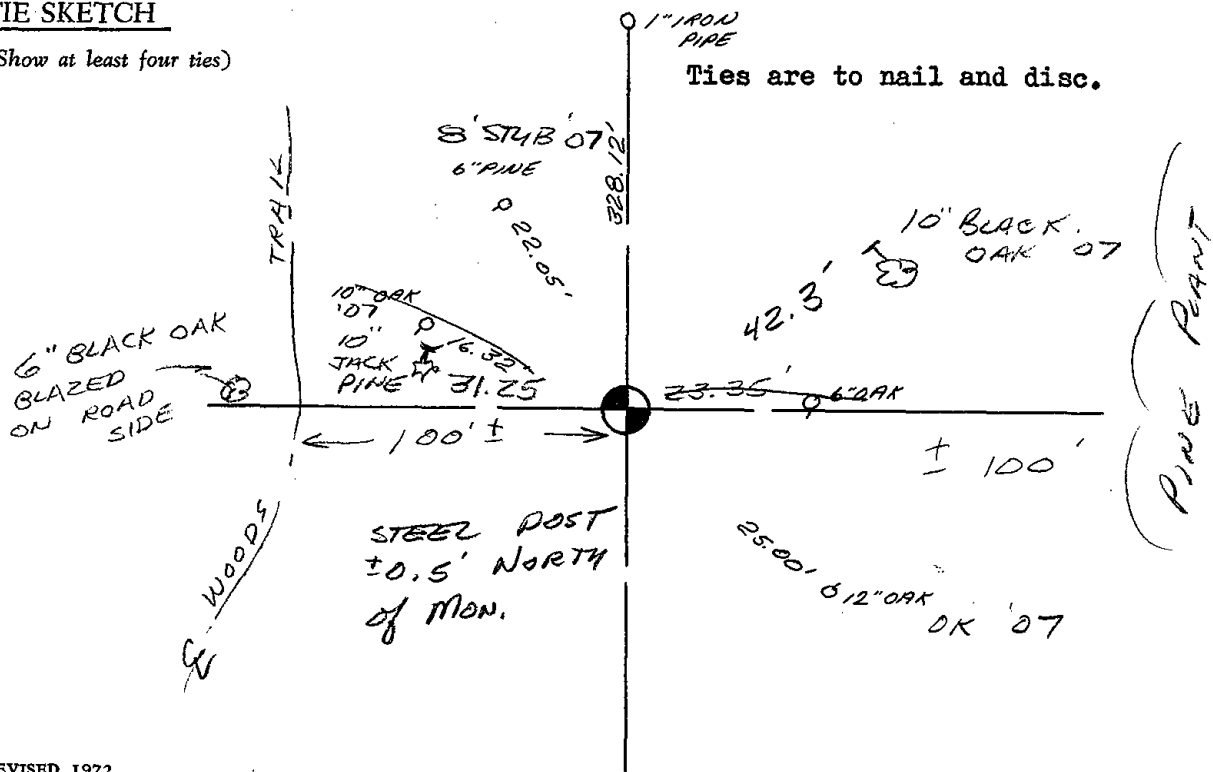 TIE SKETCH
(Show at least four ties)
1" IRON
PIPE
Ties are to nail and disc.
8' STUB '07
6" PINE
22.05'
328.12'
TRAIL
10" BLACK
OAK '07
42.3'
10" OAK
'07
16.32'
10"
JACK
PINE
31.25
6" BLACK OAK
BLAZED
ON ROAD
SIDE
23.35'
6" OAK
100' ±
± 100'
PINE PLANT
STEEL POST
±0.5' NORTH
of MON.
25.00'
12" OAK
OK '07
WOODS
REVISED 1972